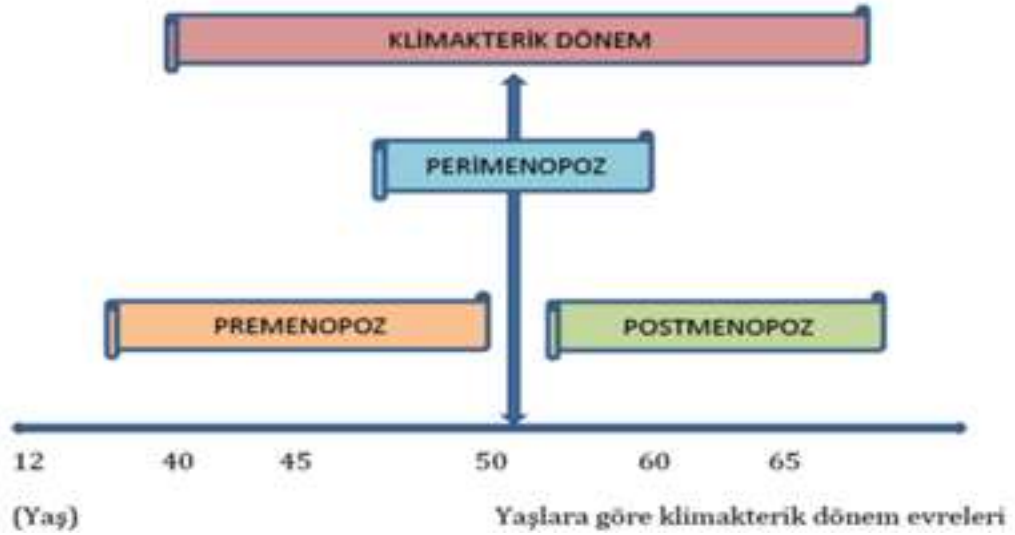 KLİMAKTERİK DÖNEM
PERİMENOPOZ
PREMENOPOZ
POSTMENOPOZ
12 40 45 50 60 65
(Yaş) Yaşlara göre klimakterik dönem evreleri